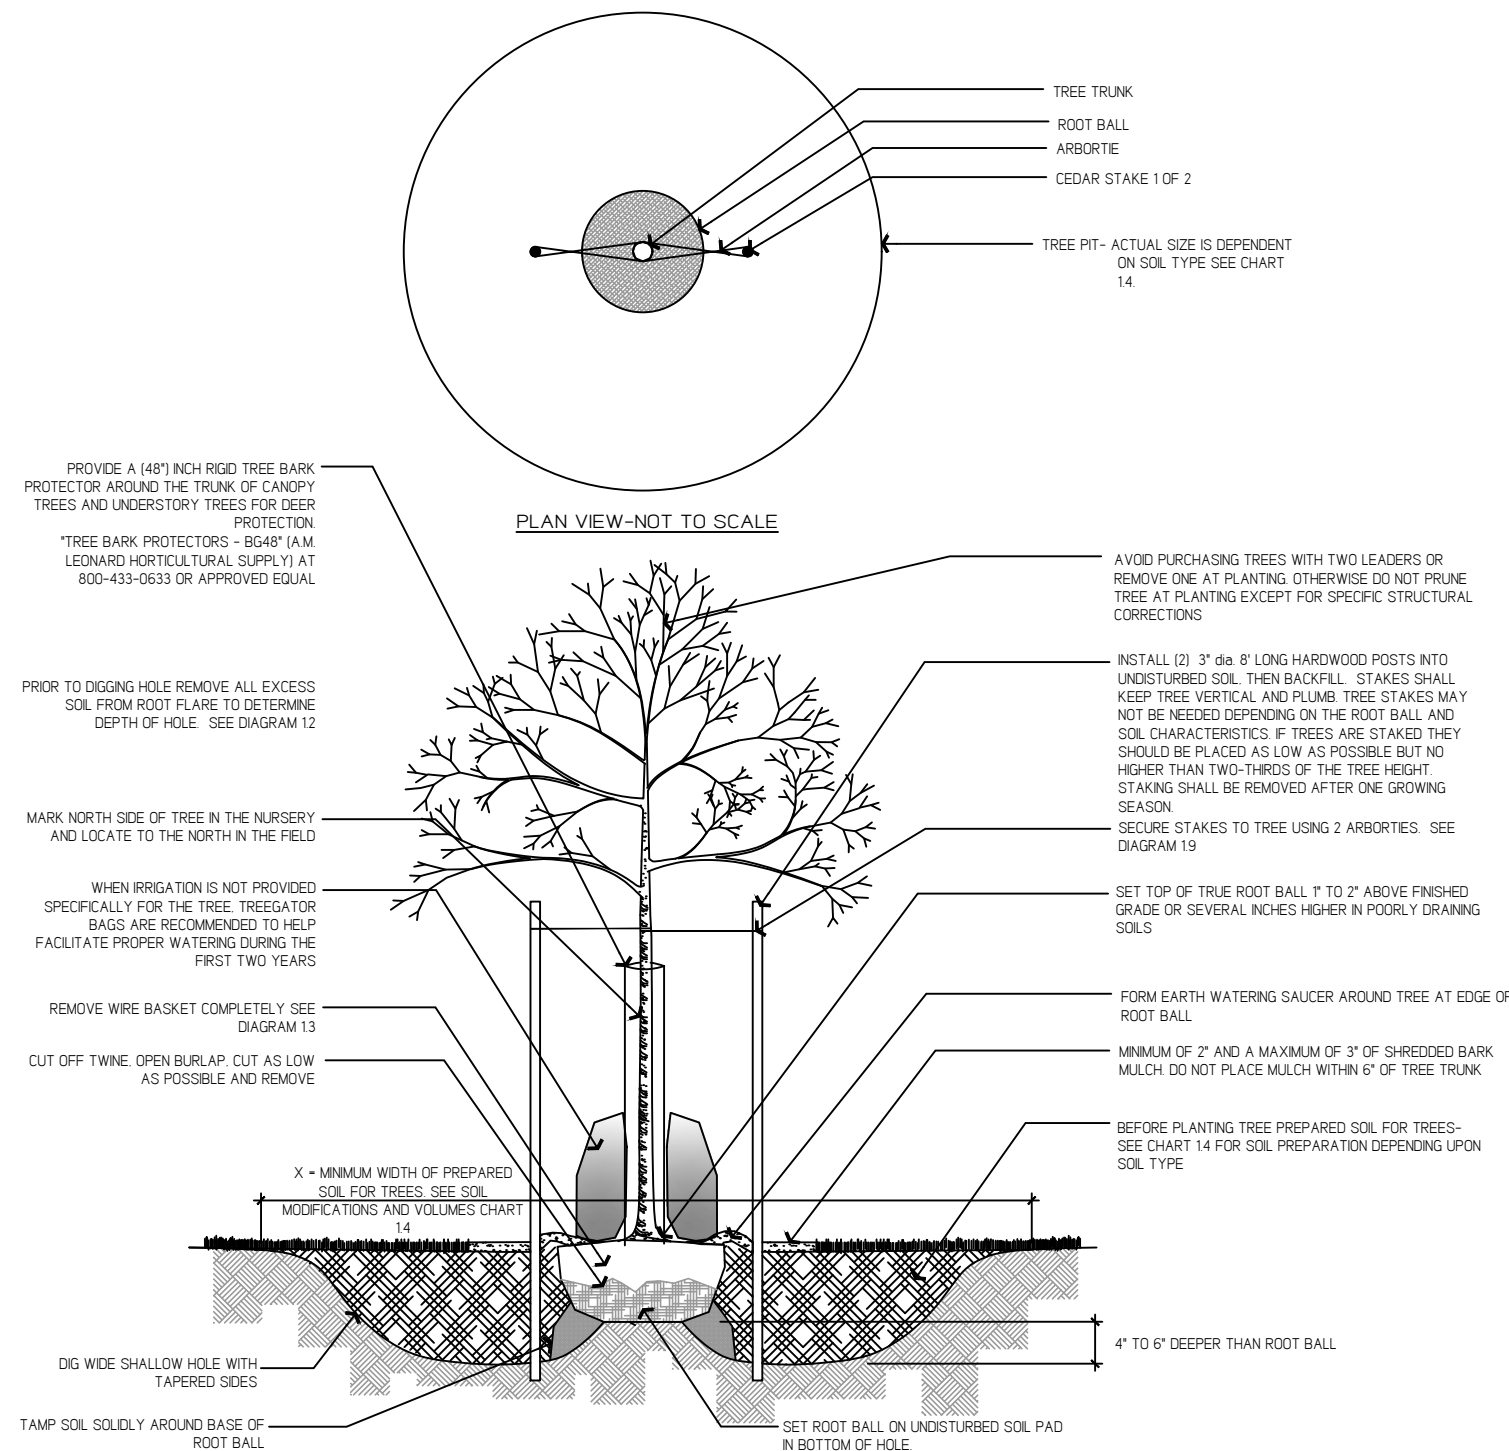 TREE TRUNK
ROOT BALL
ARBORTIE
CEDAR STAKE 1 OF 2
TREE PIT- ACTUAL SIZE IS DEPENDENT
ON SOIL TYPE SEE CHART
1.4.
PLAN VIEW-NOT TO SCALE
PROVIDE A (48") INCH RIGID TREE BARK
PROTECTOR AROUND THE TRUNK OF CANOPY
TREES AND UNDERSTORY TREES FOR DEER
PROTECTION.
"TREE BARK PROTECTORS - BG48" (A.M.
LEONARD HORTICULTURAL SUPPLY) AT
800-433-0633 OR APPROVED EQUAL
PRIOR TO DIGGING HOLE REMOVE ALL EXCESS
SOIL FROM ROOT FLARE TO DETERMINE
DEPTH OF HOLE. SEE DIAGRAM 1.2
MARK NORTH SIDE OF TREE IN THE NURSERY
AND LOCATE TO THE NORTH IN THE FIELD
WHEN IRRIGATION IS NOT PROVIDED
SPECIFICALLY FOR THE TREE, TREEGATOR
BAGS ARE RECOMMENDED TO HELP
FACILITATE PROPER WATERING DURING THE
FIRST TWO YEARS
REMOVE WIRE BASKET COMPLETELY SEE
DIAGRAM 1.3
CUT OFF TWINE, OPEN BURLAP, CUT AS LOW
AS POSSIBLE AND REMOVE
X = MINIMUM WIDTH OF PREPARED
SOIL FOR TREES. SEE SOIL
MODIFICATIONS AND VOLUMES CHART
1.4
DIG WIDE SHALLOW HOLE WITH
TAPERED SIDES
TAMP SOIL SOLIDLY AROUND BASE OF
ROOT BALL
AVOID PURCHASING TREES WITH TWO LEADERS OR
REMOVE ONE AT PLANTING. OTHERWISE DO NOT PRUNE
TREE AT PLANTING EXCEPT FOR SPECIFIC STRUCTURAL
CORRECTIONS
INSTALL (2) 3" dia. 8' LONG HARDWOOD POSTS INTO
UNDISTURBED SOIL, THEN BACKFILL. STAKES SHALL
KEEP TREE VERTICAL AND PLUMB. TREE STAKES MAY
NOT BE NEEDED DEPENDING ON THE ROOT BALL AND
SOIL CHARACTERISTICS. IF TREES ARE STAKED THEY
SHOULD BE PLACED AS LOW AS POSSIBLE BUT NO
HIGHER THAN TWO-THIRDS OF THE TREE HEIGHT.
STAKING SHALL BE REMOVED AFTER ONE GROWING
SEASON.
SECURE STAKES TO TREE USING 2 ARBORTIES. SEE
DIAGRAM 1.9
SET TOP OF TRUE ROOT BALL 1" TO 2" ABOVE FINISHED
GRADE OR SEVERAL INCHES HIGHER IN POORLY DRAINING
SOILS
FORM EARTH WATERING SAUCER AROUND TREE AT EDGE OF
ROOT BALL
MINIMUM OF 2" AND A MAXIMUM OF 3" OF SHREDDED BARK
MULCH. DO NOT PLACE MULCH WITHIN 6" OF TREE TRUNK
BEFORE PLANTING TREE PREPARED SOIL FOR TREES-
SEE CHART 1.4 FOR SOIL PREPARATION DEPENDING UPON
SOIL TYPE
4" TO 6" DEEPER THAN ROOT BALL
SET ROOT BALL ON UNDISTURBED SOIL PAD
IN BOTTOM OF HOLE.